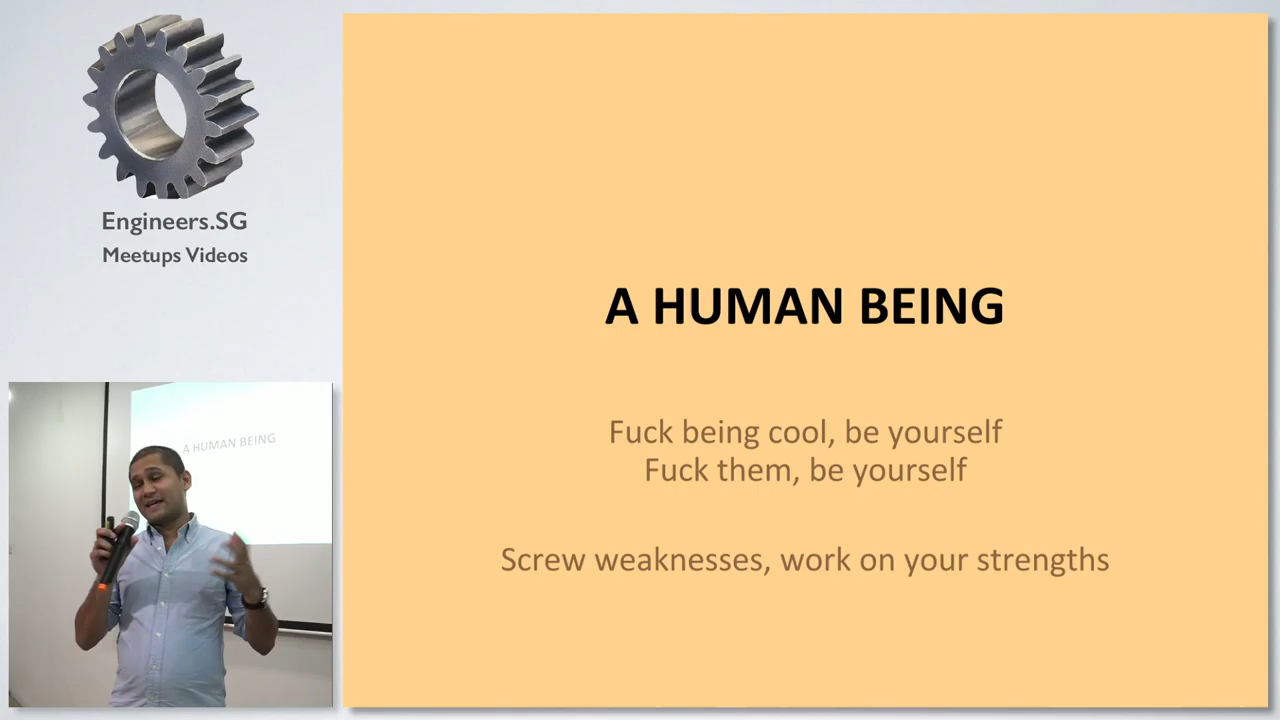 Engineers.SG
Meetups Videos
A HUMAN BEING
Fuck being cool, be yourself
Fuck them, be yourself
Screw weaknesses, work on your strengths
A HUMAN BEING